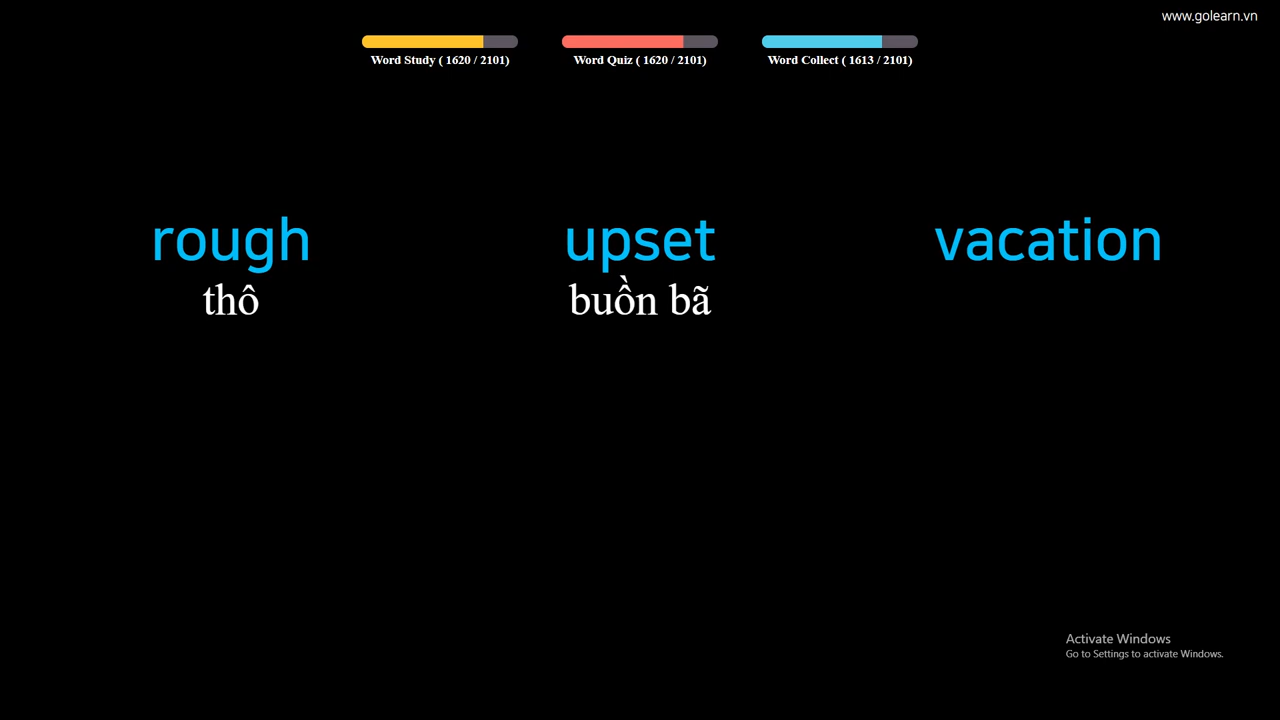 www.golearn.vn
Word Study ( 1620 / 2101)
Word Quiz ( 1620 / 2101)
Word Collect ( 1613 / 2101)
rough
thô
upset
buồn bã
vacation
Activate Windows
Go to Settings to activate Windows.